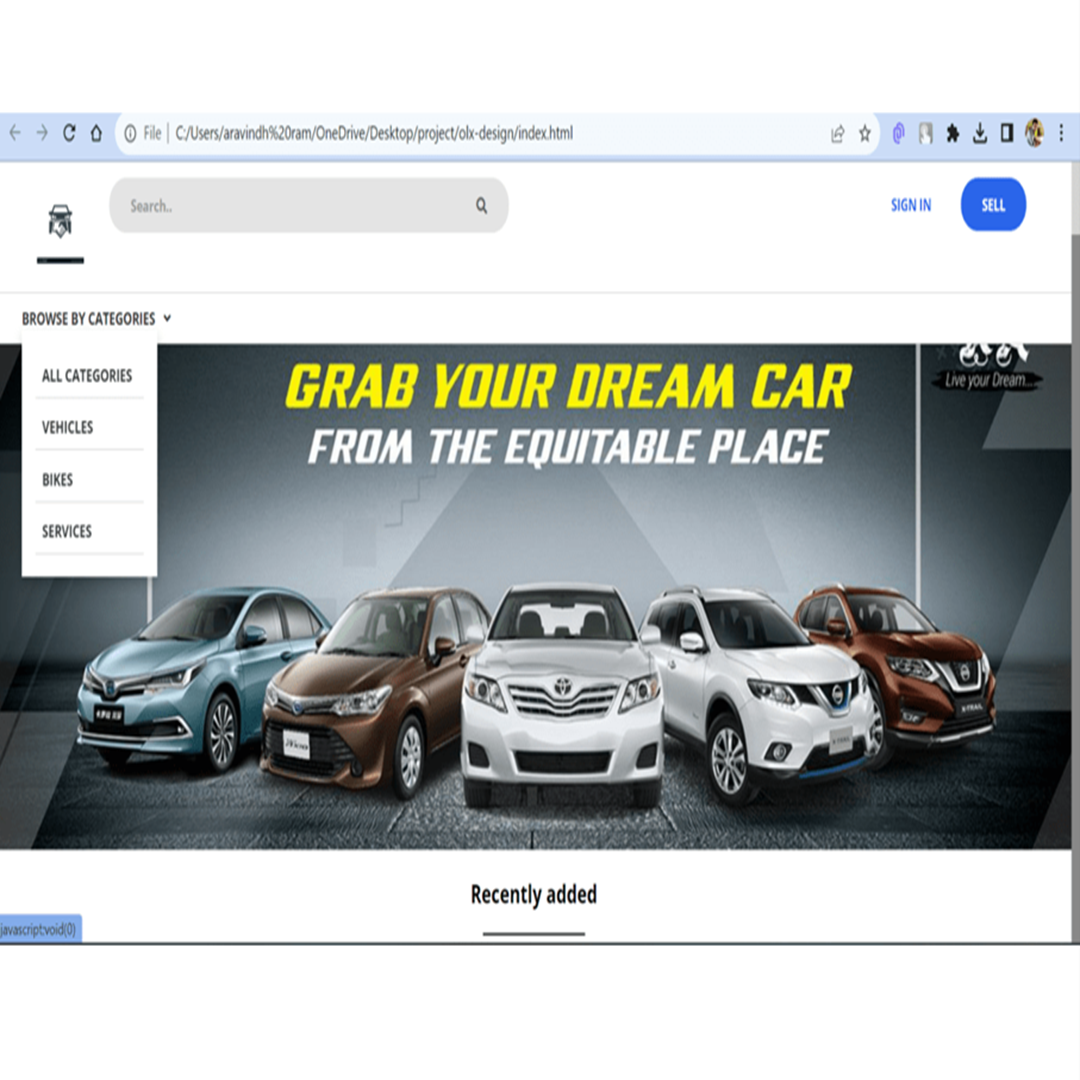 File C:/Users/aravindh%20ram/OneDrive/Desktop/project/olx-design/index.html
Search..
SIGN IN
SELL
BROWSE BY CATEGORIES
ALL CATEGORIES
VEHICLES
BIKES
SERVICES
GRAB YOUR DREAM CAR
FROM THE EQUITABLE PLACE
Live your Dream...
X-TRAIL
X-TRAIL
Recently added
javascript:void(0)